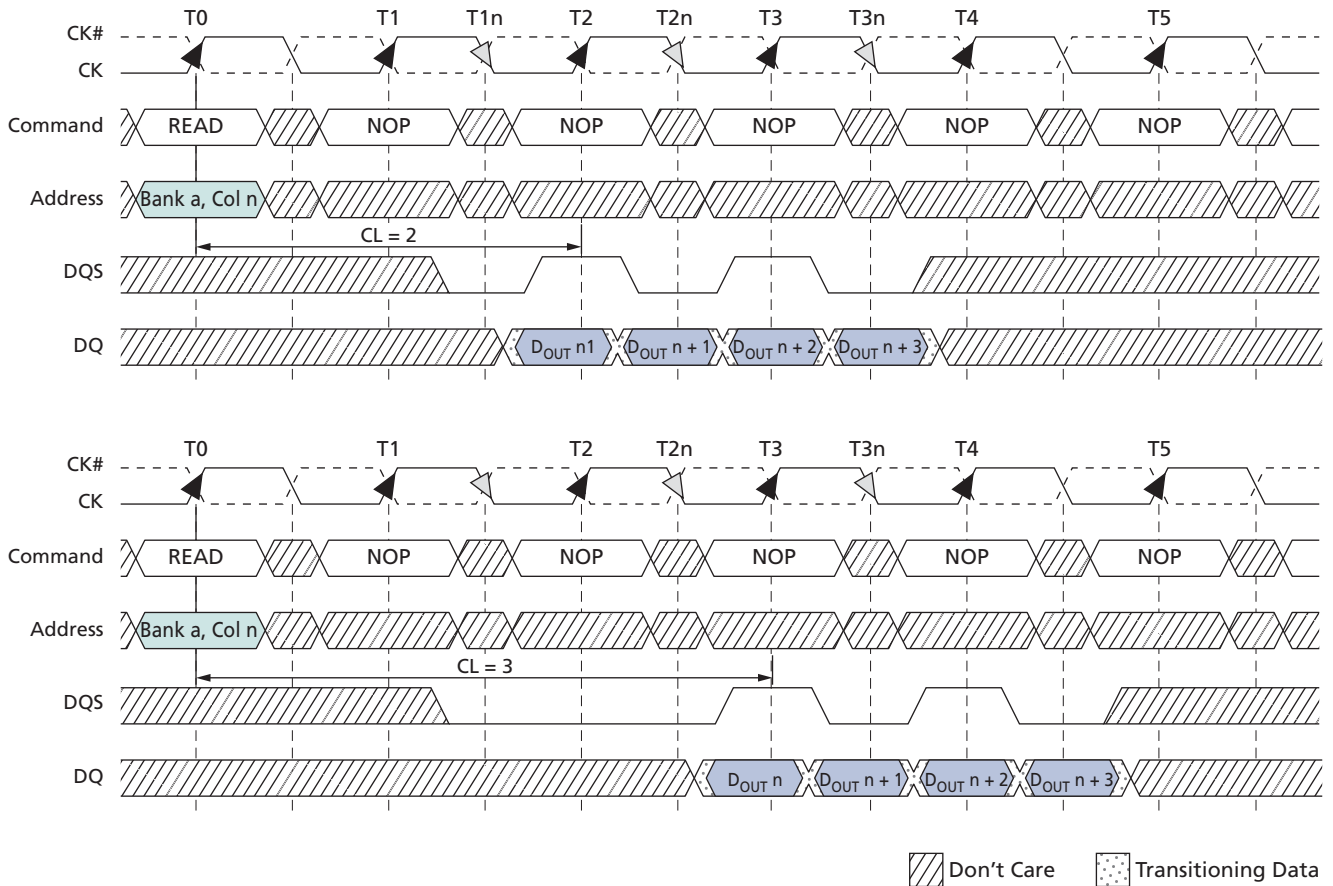 T0 T1 T1n T2 T2n T3 T3n T4 T5
CK#
CK
Command READ NOP NOP NOP NOP NOP
Address Bank a, Col n
CL = 2
DQS
DQ DOUT n1 DOUT n + 1 DOUT n + 2 DOUT n + 3
T0 T1 T2 T2n T3 T3n T4 T5
CK#
CK
Command READ NOP NOP NOP NOP NOP
Address Bank a, Col n
CL = 3
DQS
DQ DOUT n DOUT n + 1 DOUT n + 2 DOUT n + 3
Don't Care Transitioning Data